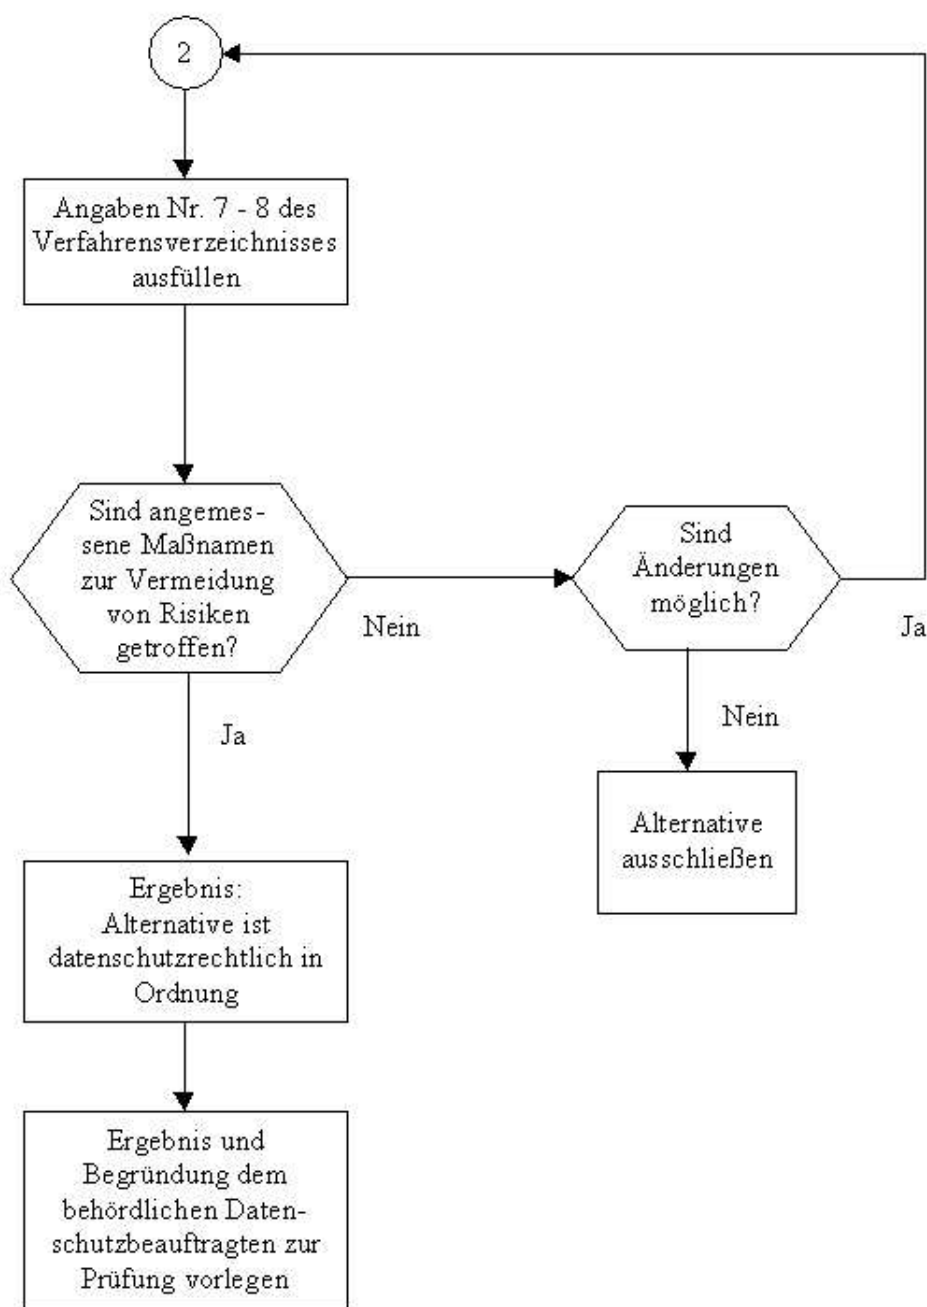 2
Angaben Nr. 7 - 8 des
Verfahrensverzeichnisses
ausfüllen
Sind angemes-
sene Maßnamen
zur Vermeidung
von Risiken
getroffen?
Nein
Sind
Änderungen
möglich?
Ja
Ja
Nein
Alternative
ausschließen
Ergebnis:
Alternative ist
datenschutzrechtlich in
Ordnung
Ergebnis und
Begründung dem
behördlichen Daten-
schutzbeauftragten zur
Prüfung vorlegen